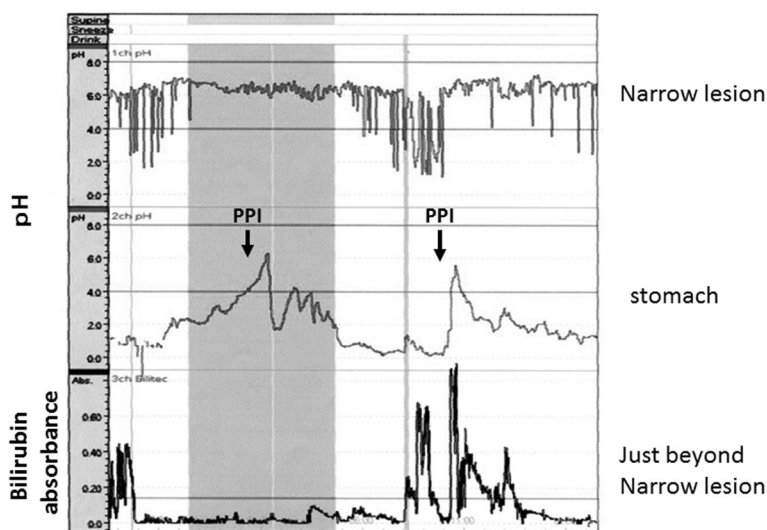 Supine
Sneeze
Drink
pH
1ch pH
8.0
6.0
4.0
2.0
0.0
Narrow lesion
pH
pH
2ch pH
PPI
PPI
8.0
6.0
4.0
2.0
0.0
stomach
Bilirubin
absorbance
Abs.
3ch Bilitec
0.60
0.40
0.20
0.0
Just beyond
Narrow lesion